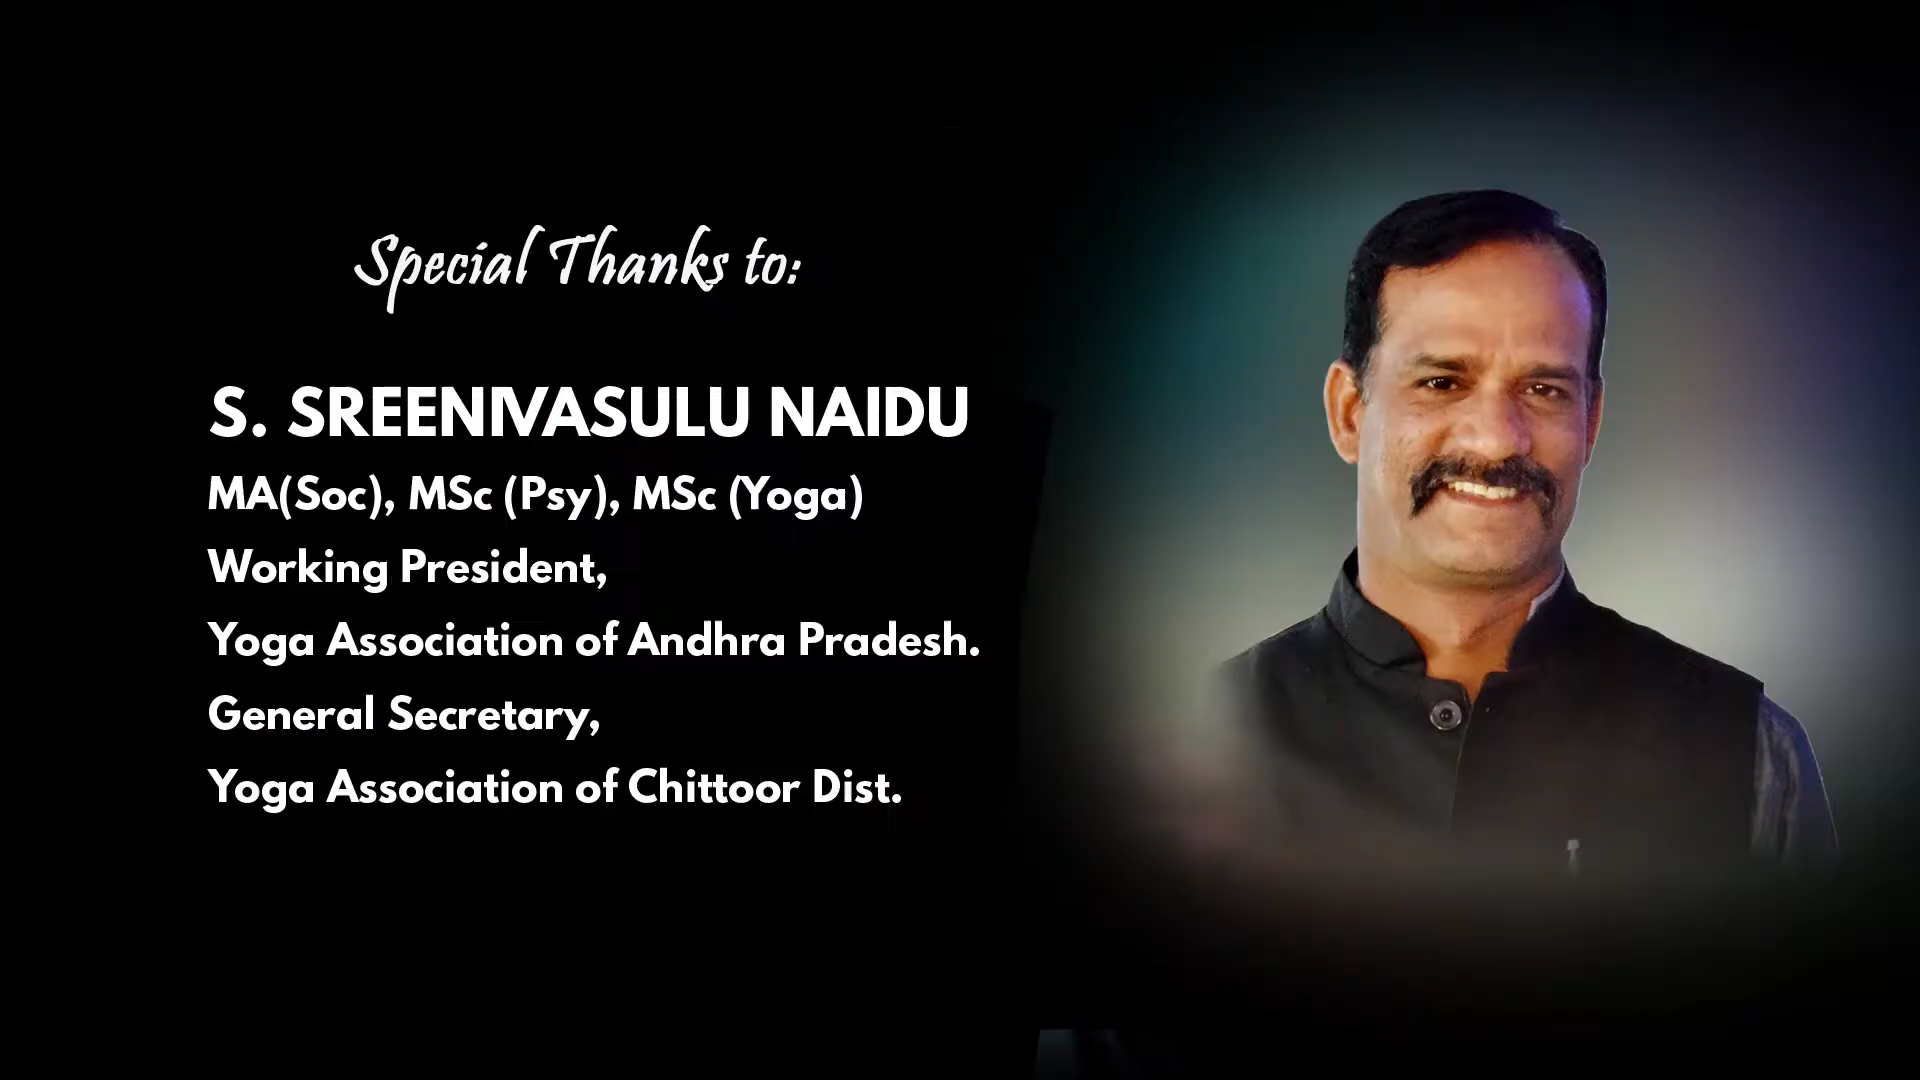 Special Thanks to:
S. SREENIVASULU NAIDU
MA(Soc), MSc (Psy), MSc (Yoga)
Working President,
Yoga Association of Andhra Pradesh.
General Secretary,
Yoga Association of Chittoor Dist.